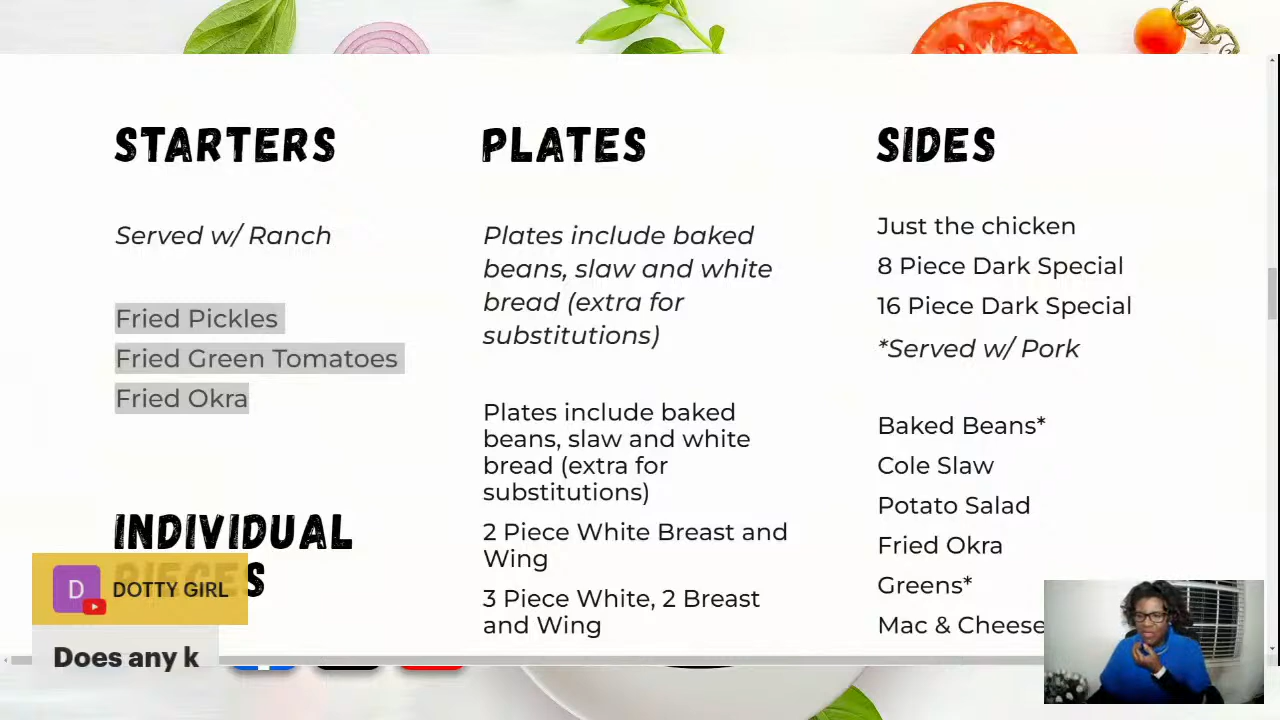 STARTERS
Served w/ Ranch
Fried Pickles
Fried Green Tomatoes
Fried Okra
INDIVIDUAL
PIECES
PLATES
Plates include baked
beans, slaw and white
bread (extra for
substitutions)
Plates include baked
beans, slaw and white
bread (extra for
substitutions)
2 Piece White Breast and
Wing
3 Piece White, 2 Breast
and Wing
SIDES
Just the chicken
8 Piece Dark Special
16 Piece Dark Special
*Served w/ Pork
Baked Beans*
Cole Slaw
Potato Salad
Fried Okra
Greens*
Mac & Cheese
D
DOTTY GIRL
Does any k